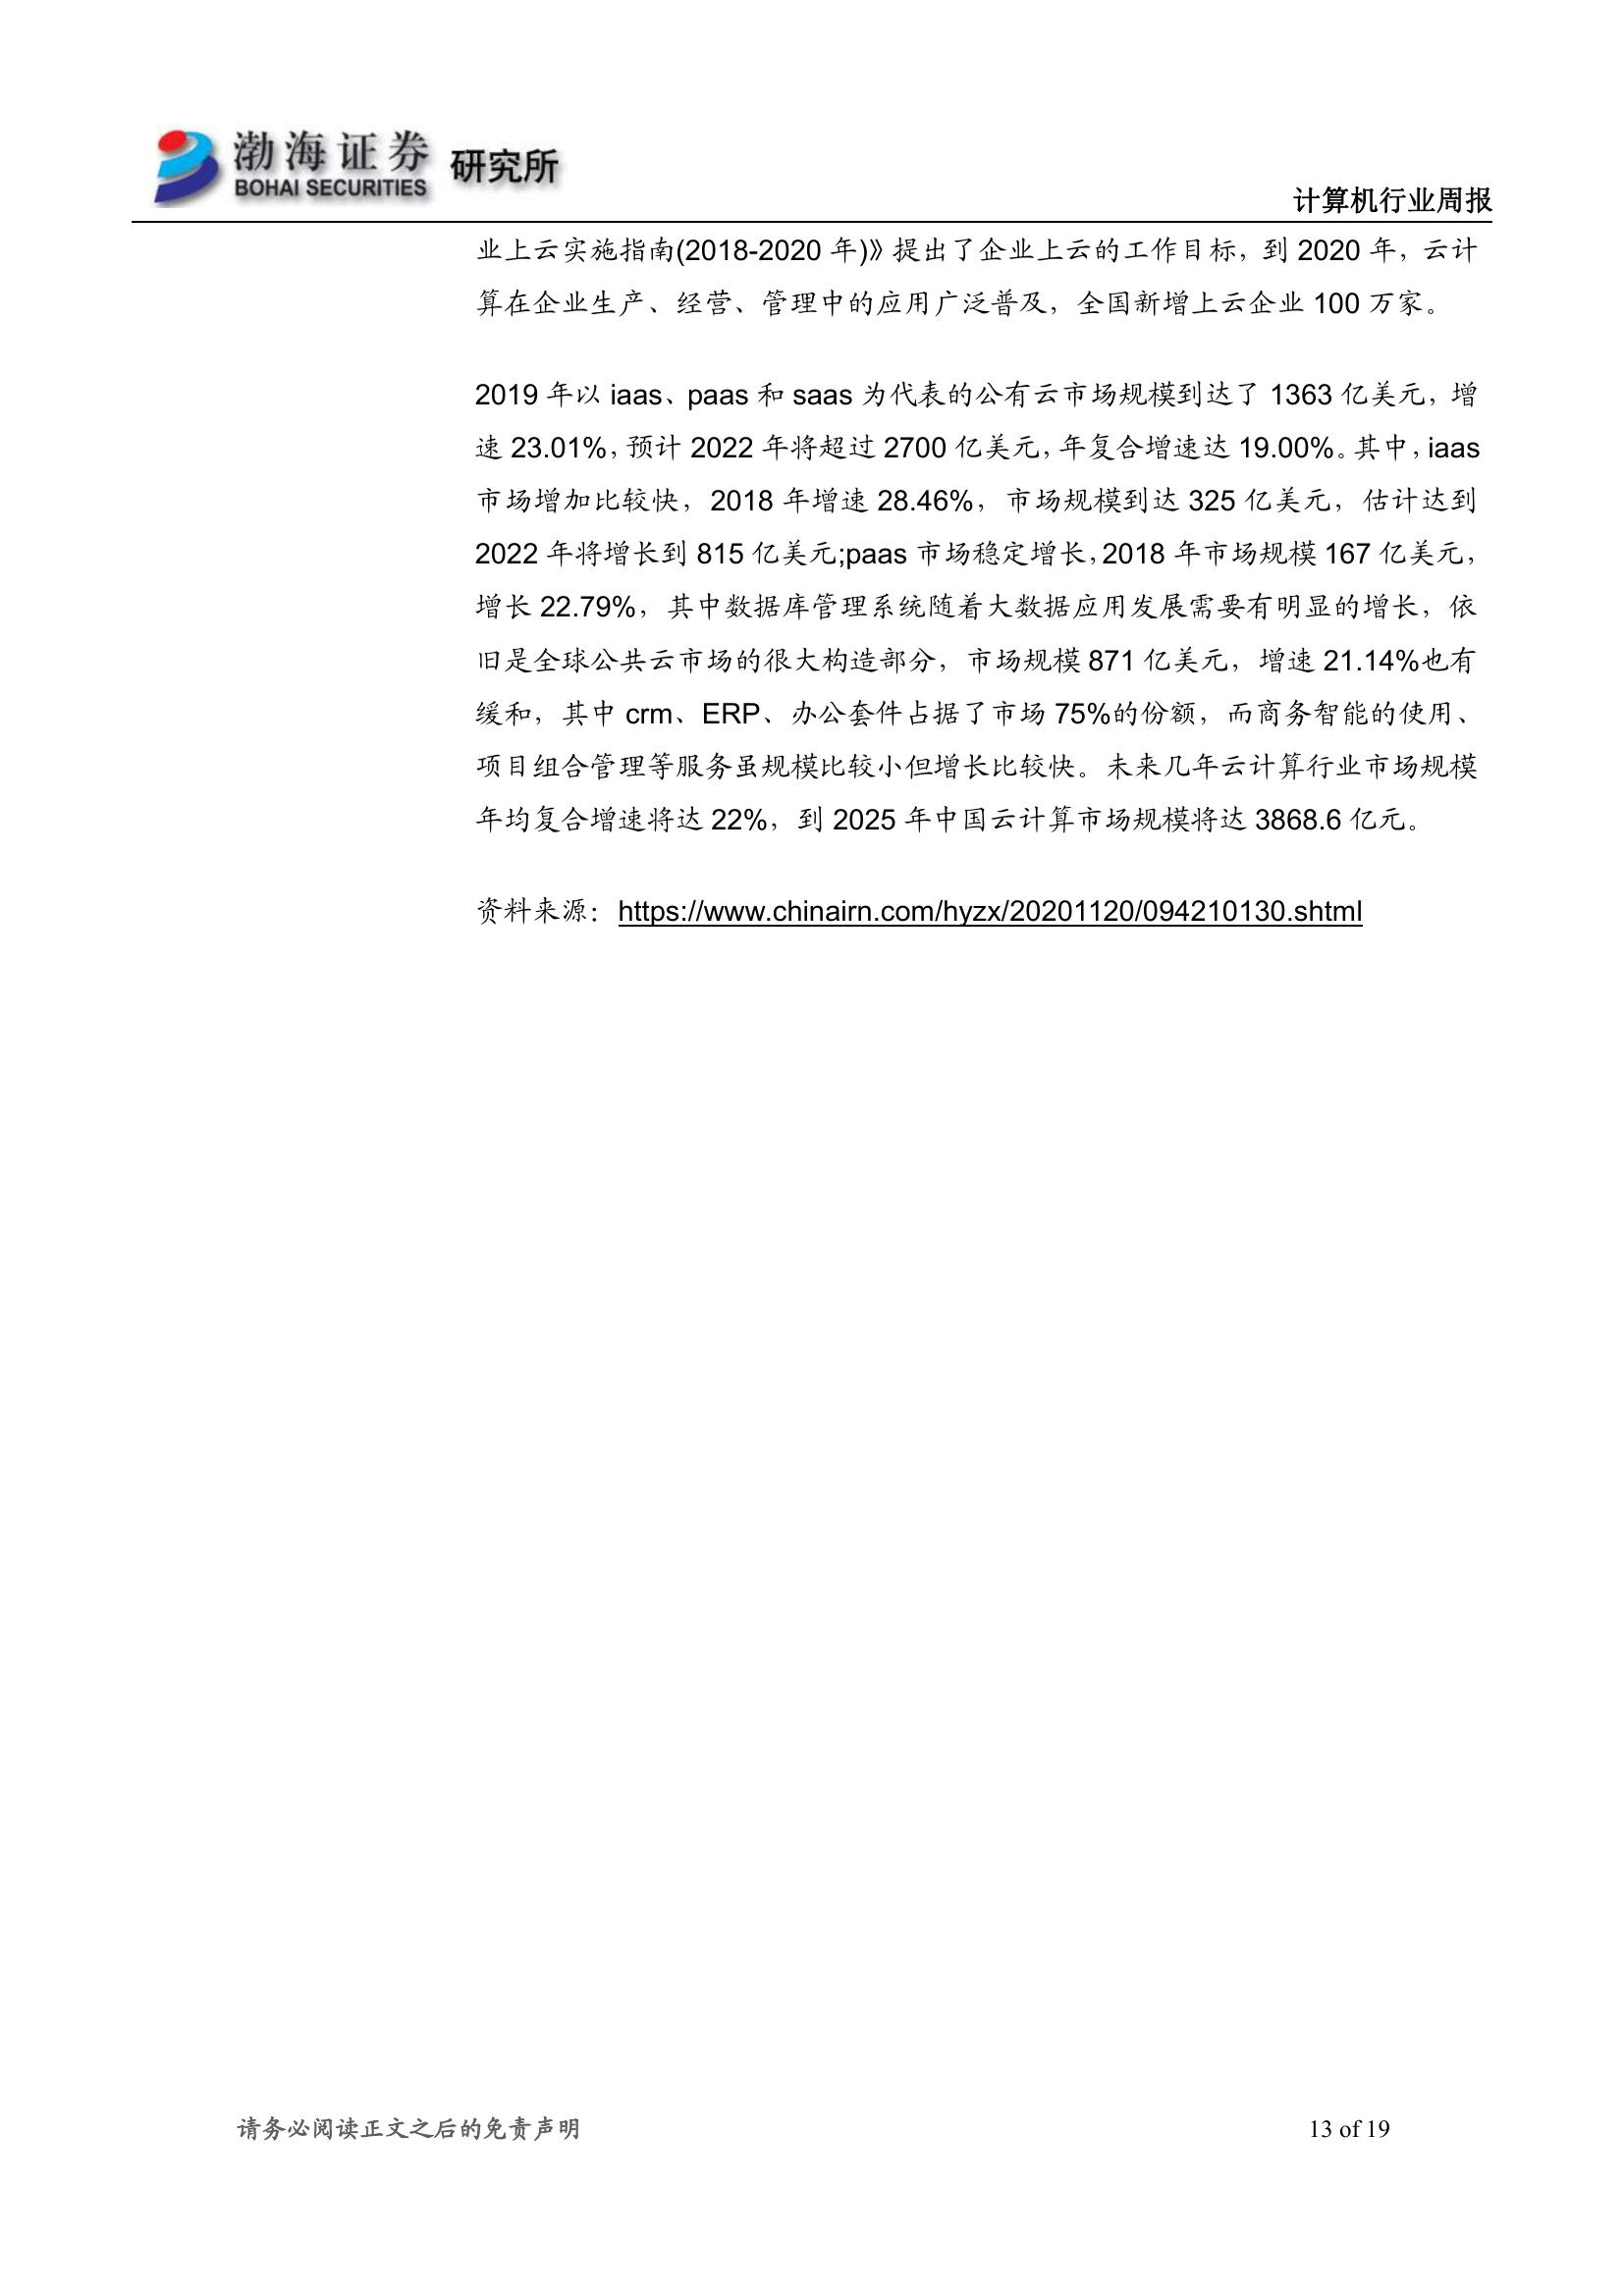 渤海证券 研究所
BOHAI SECURITIES
计算机行业周报
业上云实施指南(2018-2020 年)》提出了企业上云的工作目标，到 2020 年，云计
算在企业生产、经营、管理中的应用广泛普及，全国新增上云企业 100 万家。
2019 年以 iaas、paas 和 saas 为代表的公有云市场规模到达了 1363 亿美元，增
速 23.01%，预计 2022 年将超过 2700 亿美元，年复合增速达 19.00%。其中，iaas
市场增加比较快，2018 年增速 28.46%，市场规模到达 325 亿美元，估计达到
2022 年将增长到 815 亿美元;paas 市场稳定增长，2018 年市场规模 167 亿美元，
增长 22.79%，其中数据库管理系统随着大数据应用发展需要有明显的增长，依
旧是全球公共云市场的很大构造部分，市场规模 871 亿美元，增速 21.14%也有
缓和，其中 crm、ERP、办公套件占据了市场 75%的份额，而商务智能的使用、
项目组合管理等服务虽规模比较小但增长比较快。未来几年云计算行业市场规模
年均复合增速将达 22%，到 2025 年中国云计算市场规模将达 3868.6 亿元。
资料来源：https://www.chinairn.com/hyzx/20201120/094210130.shtml
请务必阅读正文之后的免责声明
13 of 19